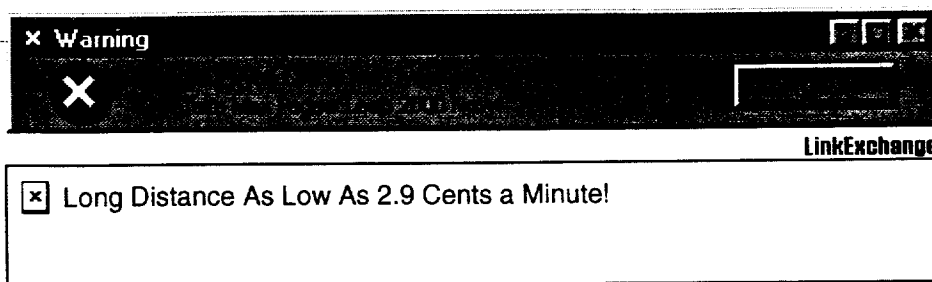 × Warning
LinkExchange
Long Distance As Low As 2.9 Cents a Minute!